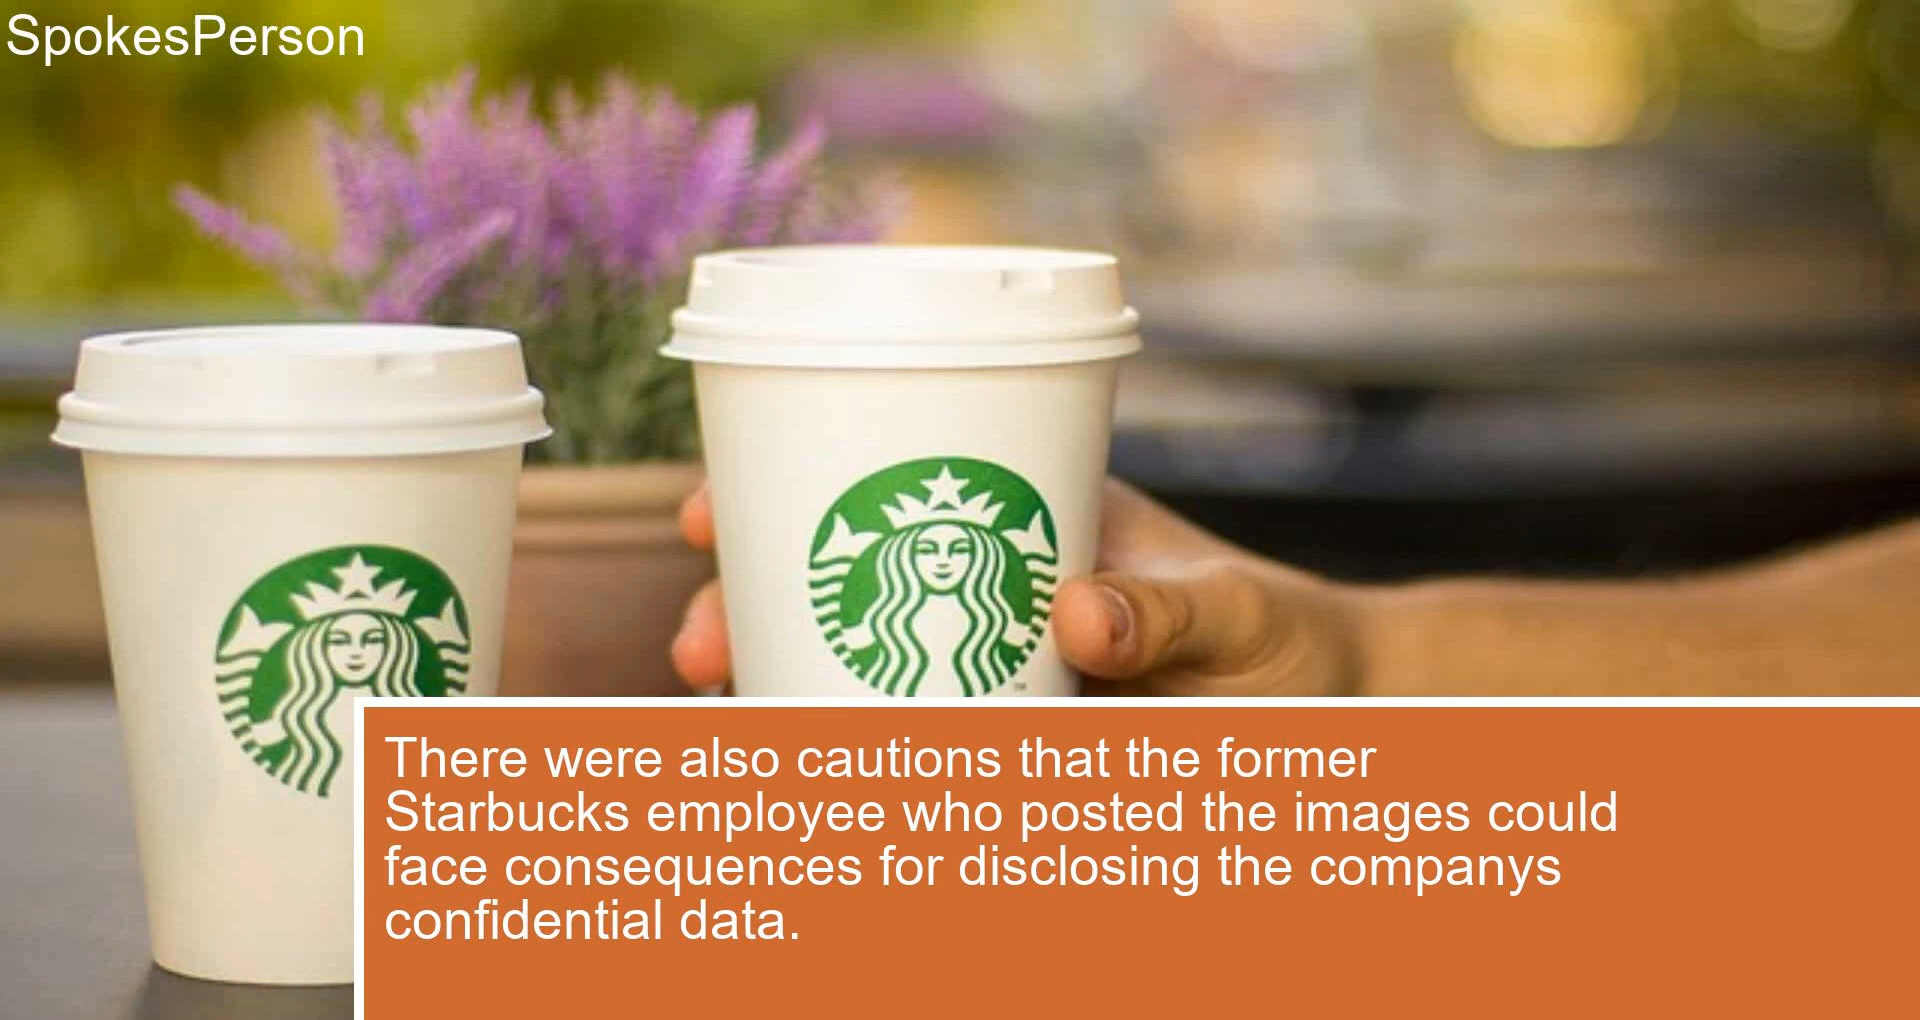 SpokesPerson
There were also cautions that the former
Starbucks employee who posted the images could
face consequences for disclosing the companys
confidential data.
TM